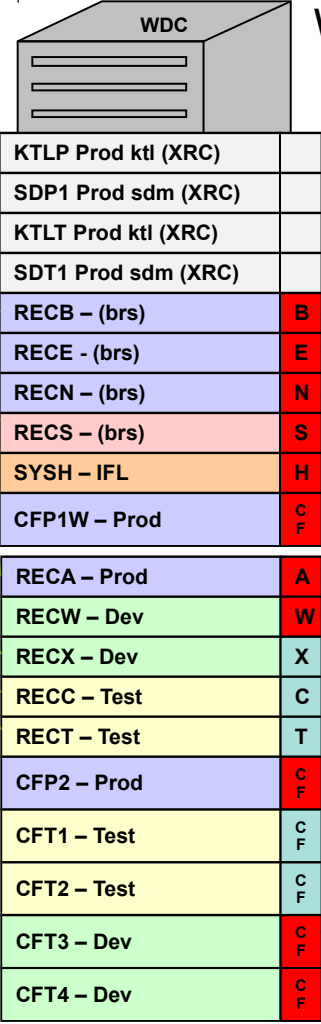 WDC
KTLP Prod ktl (XRC)
SDP1 Prod sdm (XRC)
KTLT Prod ktl (XRC)
SDT1 Prod sdm (XRC)
RECB – (brs) B
RECE - (brs) E
RECN – (brs) N
RECS – (brs) S
SYSH – IFL H
CFP1W – Prod C F
RECA – Prod A
RECW – Dev W
RECX – Dev X
RECC – Test C
RECT – Test T
CFP2 – Prod C F
CFT1 – Test C F
CFT2 – Test C F
CFT3 – Dev C F
CFT4 – Dev C F